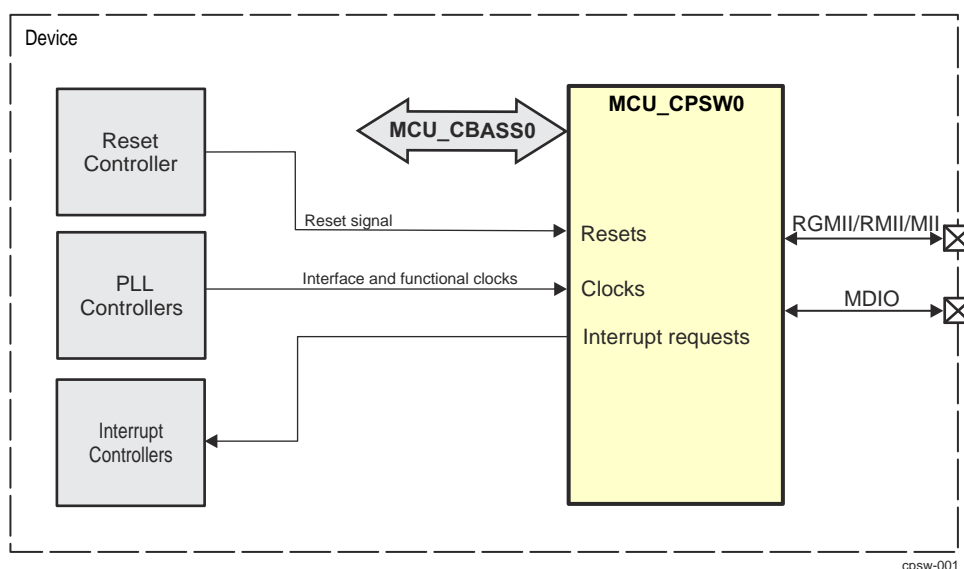 Device
Reset
Controller
MCU_CBASS0
MCU_CPSW0
Reset signal
Resets
RGMII/RMII/MII
PLL
Controllers
Interface and functional clocks
Clocks
MDIO
Interrupt requests
Interrupt
Controllers
cpsw-001